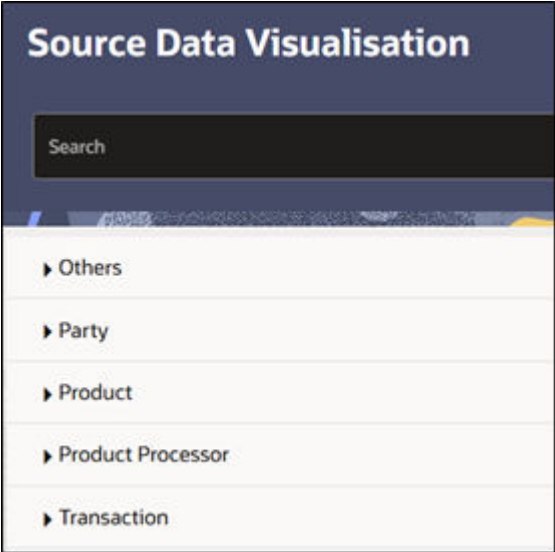 Source Data Visualisation
Search
Others
Party
Product
Product Processor
Transaction